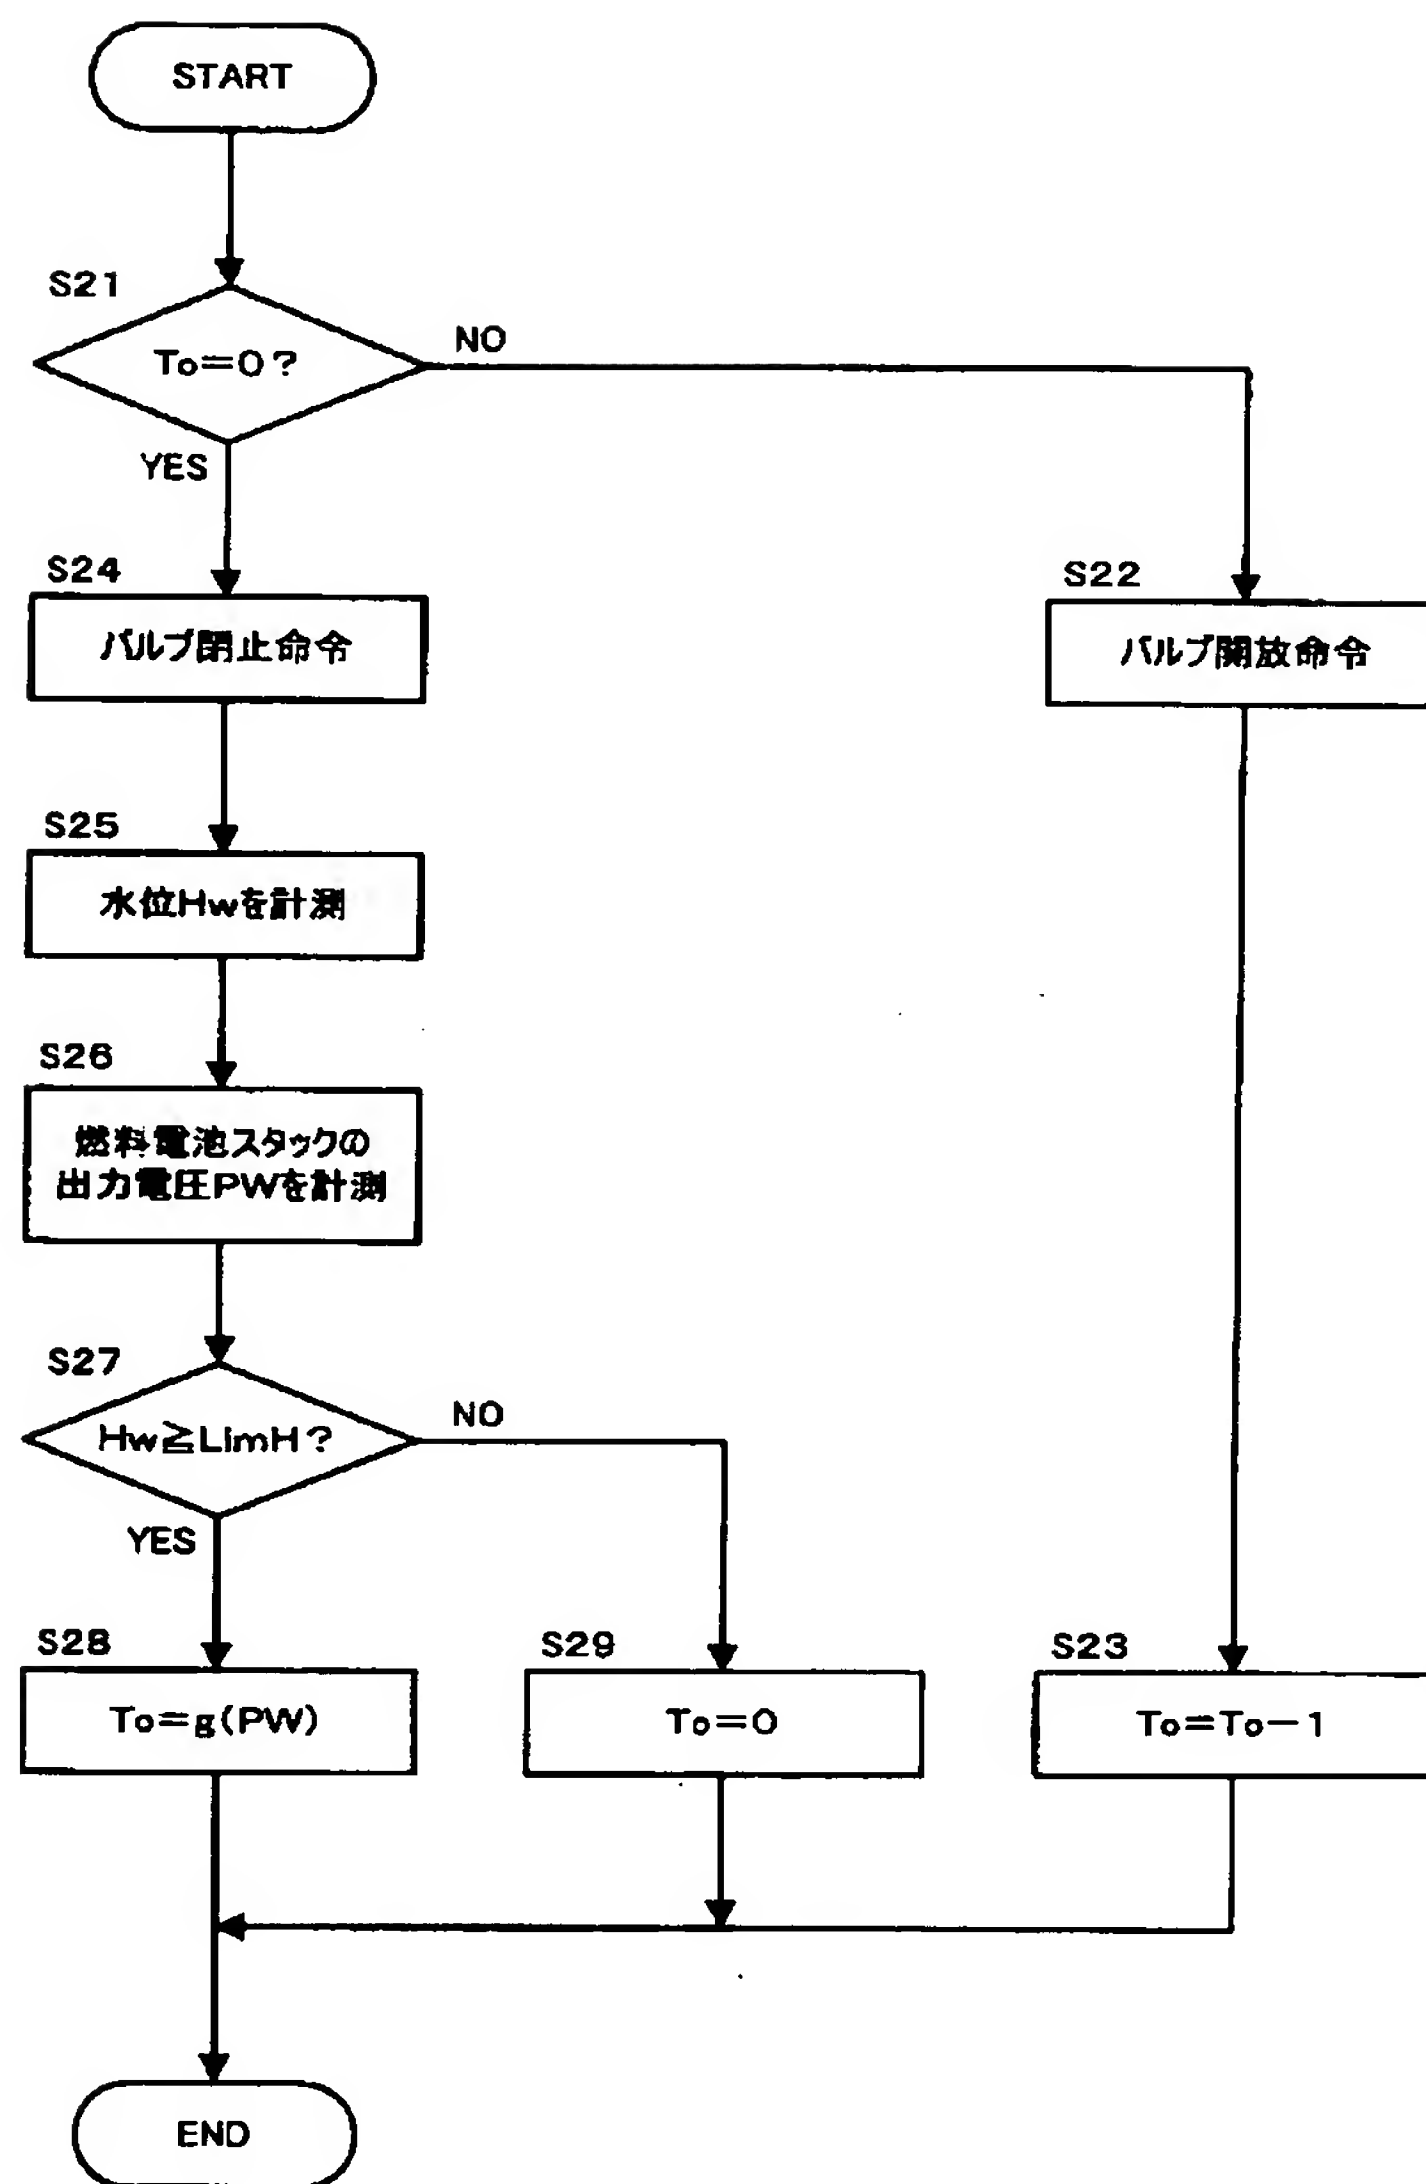 START
S21
To=0?
NO
YES
S24
バルブ閉止命令
S22
バルブ開放命令
S25
水位Hwを計測
S26
燃料電池スタックの
出力電圧PWを計測
S27
Hw≧LimH?
NO
YES
S28
To=g(PW)
S29
To=0
S23
To=To-1
END